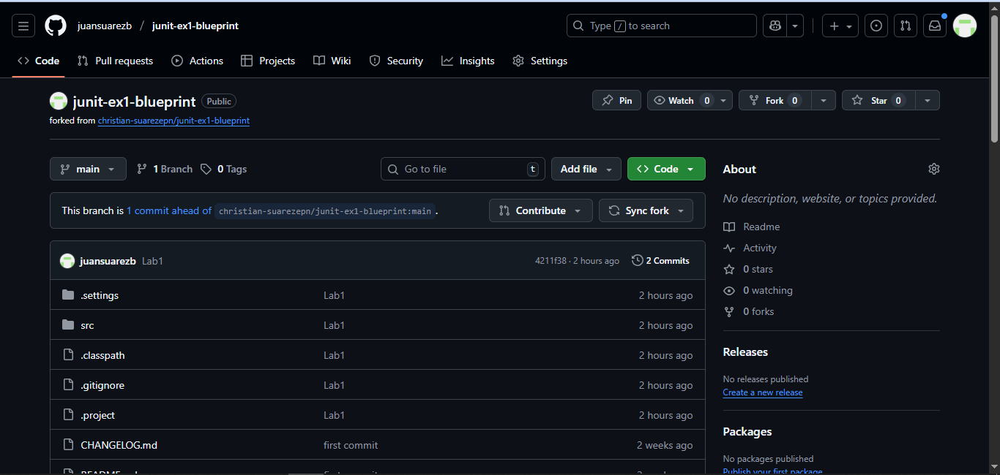 juansuarezb / junit-ex1-blueprint
Type / to search
Code Pull requests Actions Projects Wiki Security Insights Settings
junit-ex1-blueprint Public
forked from christian-suarezepn/junit-ex1-blueprint
Pin Watch 0 Fork 0 Star 0
main 1 Branch 0 Tags
Go to file t Add file Code
This branch is 1 commit ahead of christian-suarezepn/junit-ex1-blueprint:main .
Contribute Sync fork
juansuarezb Lab1 4211f38 · 2 hours ago 2 Commits
.settings Lab1 2 hours ago
src Lab1 2 hours ago
.classpath Lab1 2 hours ago
.gitignore Lab1 2 hours ago
.project Lab1 2 hours ago
CHANGELOG.md first commit 2 weeks ago
About
No description, website, or topics provided.
Readme
Activity
0 stars
0 watching
0 forks
Releases
No releases published
Create a new release
Packages
No packages published
Publish your first package